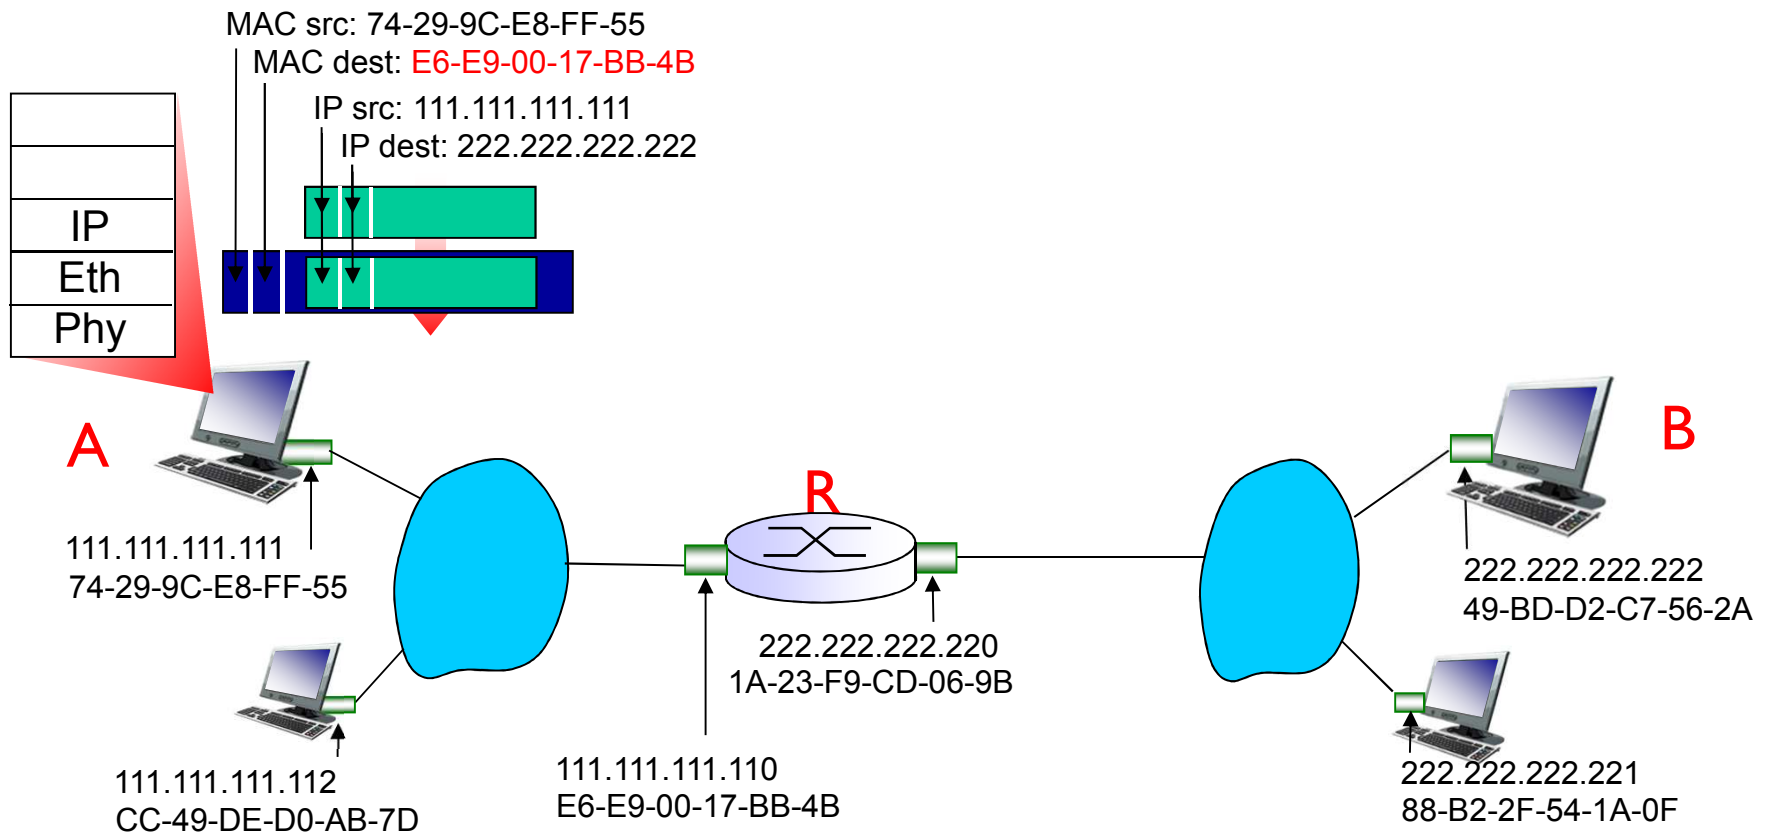 MAC src: 74-29-9C-E8-FF-55
MAC dest: E6-E9-00-17-BB-4B
IP src: 111.111.111.111
IP dest: 222.222.222.222
IP
Eth
Phy
A
111.111.111.111
74-29-9C-E8-FF-55
111.111.111.112
CC-49-DE-D0-AB-7D
R
222.222.222.220
1A-23-F9-CD-06-9B
111.111.111.110
E6-E9-00-17-BB-4B
B
222.222.222.222
49-BD-D2-C7-56-2A
222.222.222.221
88-B2-2F-54-1A-0F